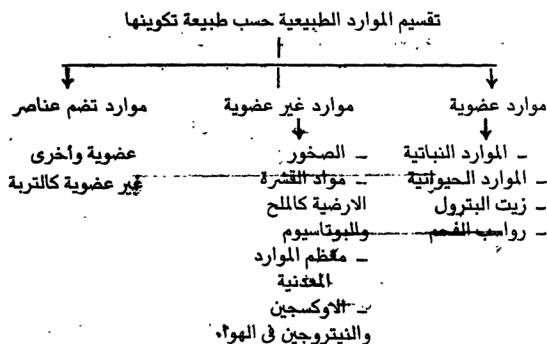 تقسيم الموارد الطبيعية حسب طبيعة تكوينها
موارد عضوية
– الموارد النباتية
– الموارد الحيوانية
– زيت البترول
– رواسب الفحم
موارد غير عضوية
– الصخور
– مواد القشرة
الارضية كالملح
والبوتاسيوم
– معظم الموارد
المعدنية
– الاوكسجين
والنيتروجين فى الهواء.
موارد تضم عناصر
عضوية وأخرى
غير عضوية كالتربة